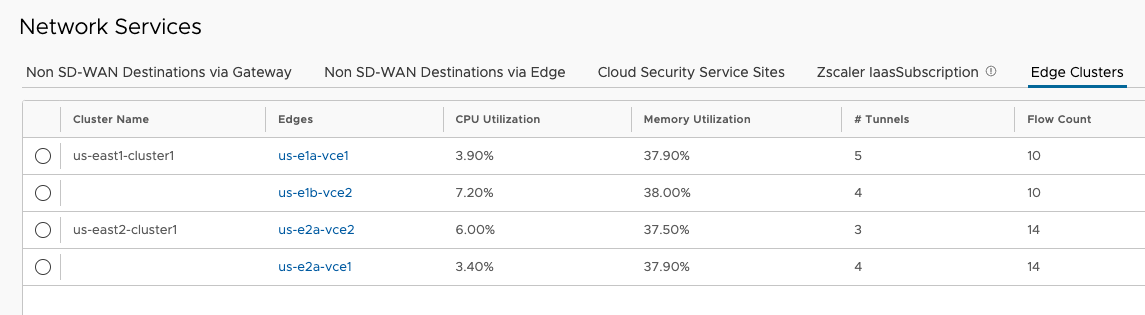 Network Services
Non SD-WAN Destinations via Gateway Non SD-WAN Destinations via Edge Cloud Security Service Sites Zscaler IaasSubscription Edge Clusters
Cluster Name Edges CPU Utilization Memory Utilization # Tunnels Flow Count
us-east1-cluster1 us-e1a-vce1 3.90% 37.90% 5 10
us-e1b-vce2 7.20% 38.00% 4 10
us-east2-cluster1 us-e2a-vce2 6.00% 37.50% 3 14
us-e2a-vce1 3.40% 37.90% 4 14